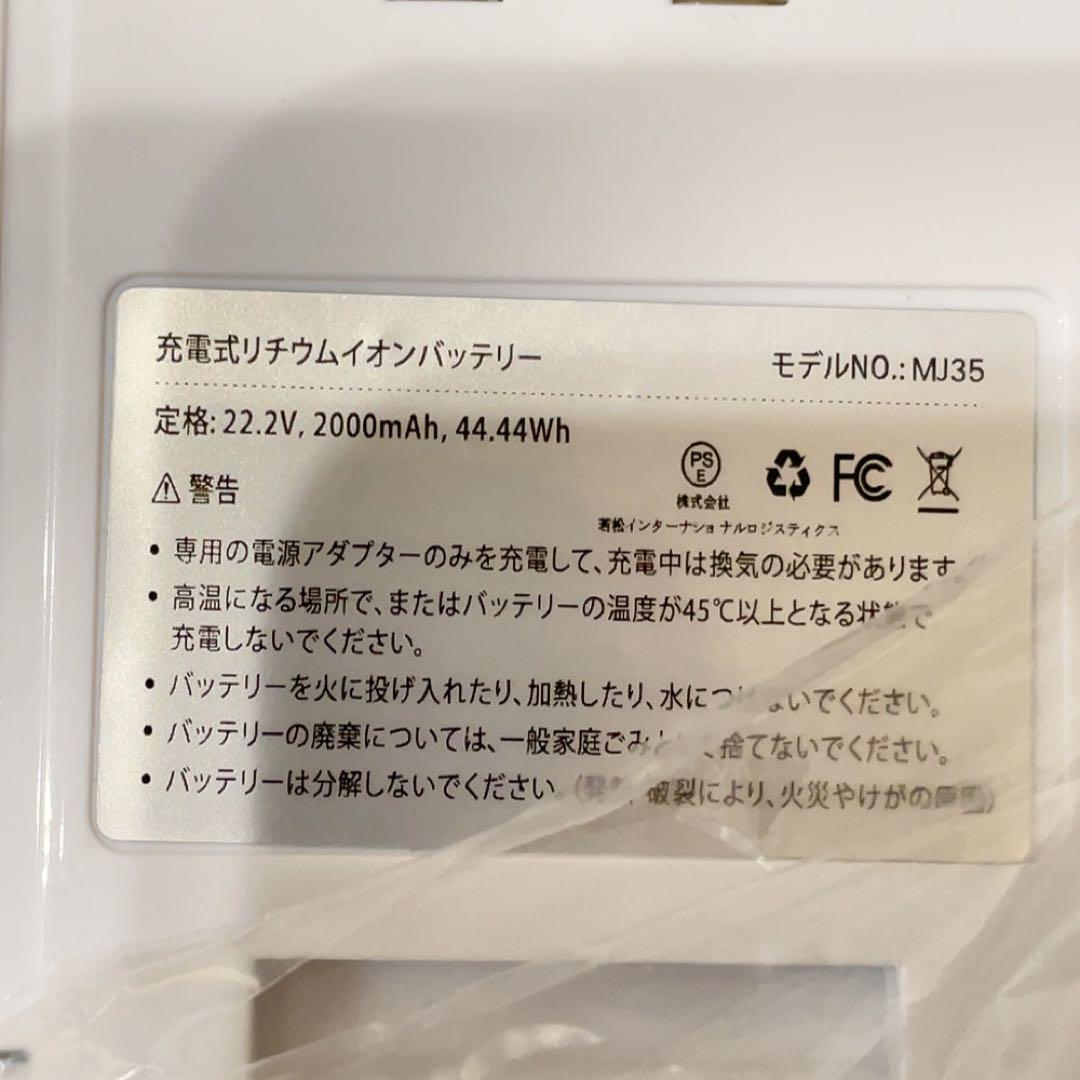 充電式リチウムイオンバッテリー
モデルNO.: MJ35
定格: 22.2V, 2000mAh, 44.44Wh
⚠ 警告
PS
E
株式会社
若松インターナショナルロジスティクス
FC
• 専用の電源アダプターのみを充電して、充電中は換気の必要があります。
• 高温になる場所で、またはバッテリーの温度が45℃以上となる状態で
充電しないでください。
• バッテリーを火に投げ入れたり、加熱したり、水につけないでください。
• バッテリーの廃棄については、一般家庭ごみと、捨てないでください。
• バッテリーは分解しないでください。(破裂により、火災やけがの原因)